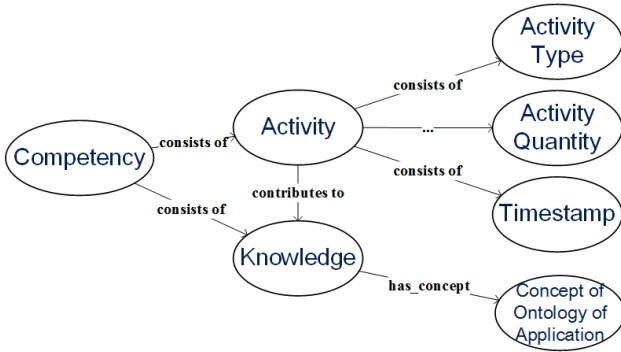 Activity
Type
consists of
Activity
Quantity
...
Activity
consists of
Competency
consists of
Timestamp
contributes to
consists of
Knowledge
has_concept
Concept of
Ontology of
Application